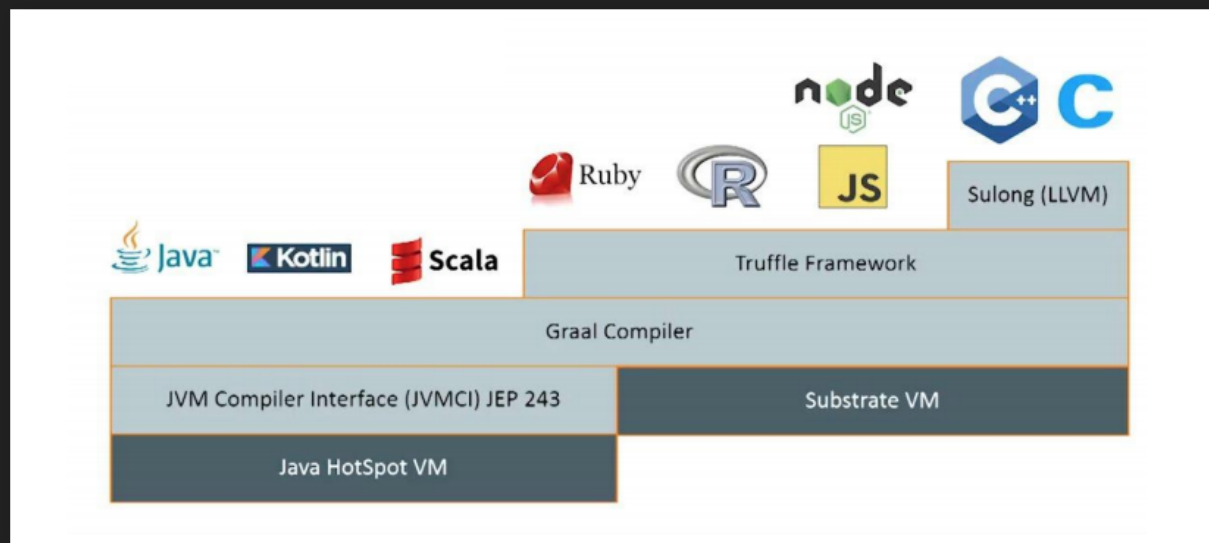 node
JS
C++
C
Ruby
R
JS
Sulong (LLVM)
Java™
Kotlin
Scala
Truffle Framework
Graal Compiler
JVM Compiler Interface (JVMCI) JEP 243
Substrate VM
Java HotSpot VM